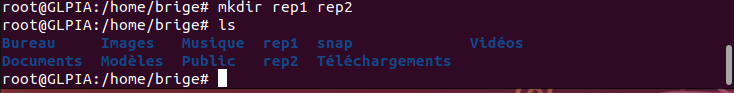 root@GLPIA:/home/brige# mkdir rep1 rep2
root@GLPIA:/home/brige# ls
Bureau Images Musique rep1 snap Vidéos
Documents Modèles Public rep2 Téléchargements
root@GLPIA:/home/brige#